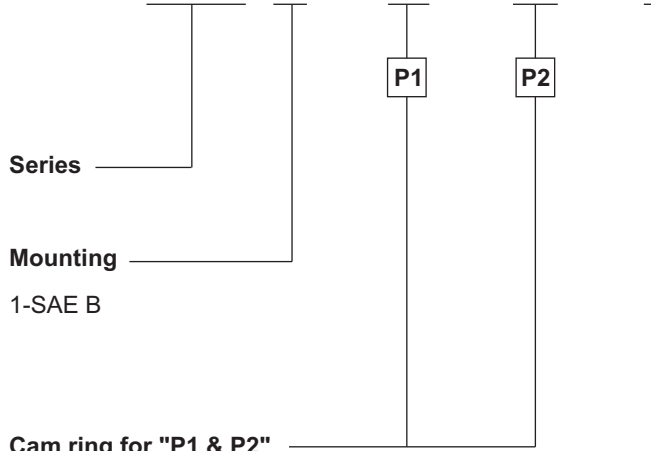 P1 P2
Series
Mounting
1-SAE B
Cam ring for "P1 & P2"